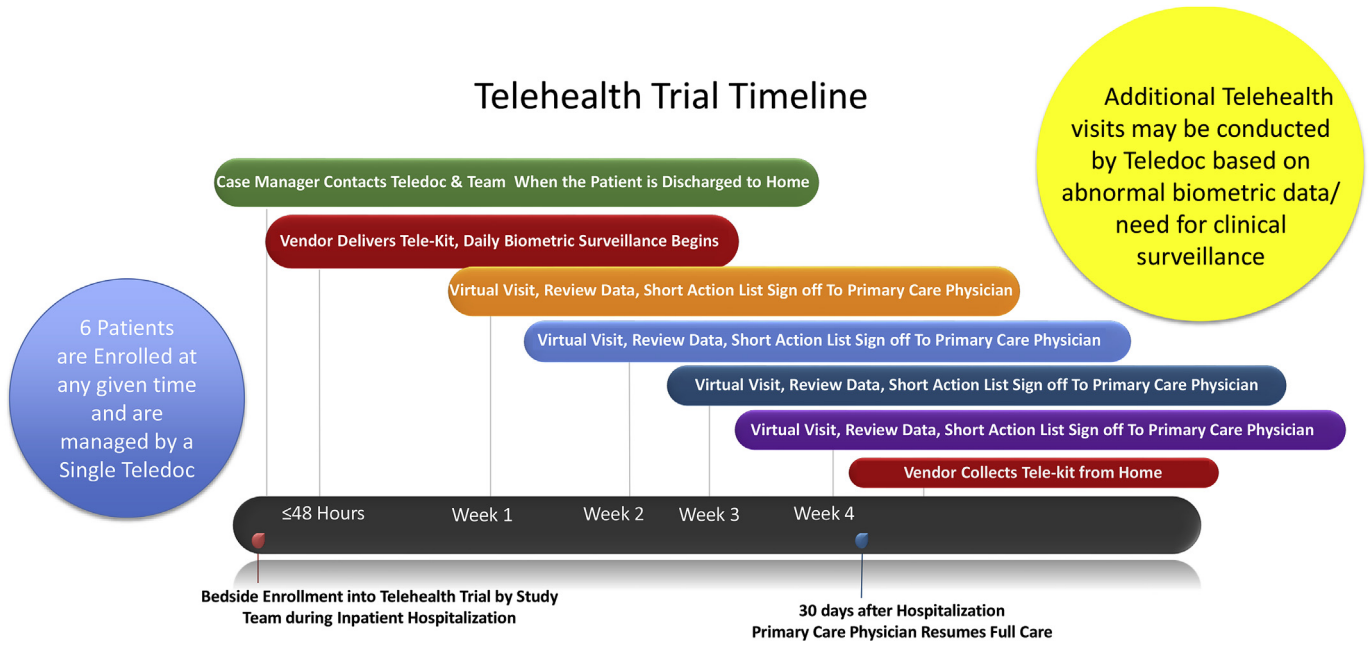 Telehealth Trial Timeline
Additional Telehealth
visits may be conducted
by Teledoc based on
abnormal biometric data/
need for clinical
surveillance
Case Manager Contacts Teledoc & Team When the Patient is Discharged to Home
Vendor Delivers Tele-Kit, Daily Biometric Surveillance Begins
Virtual Visit, Review Data, Short Action List Sign off To Primary Care Physician
Virtual Visit, Review Data, Short Action List Sign off To Primary Care Physician
Virtual Visit, Review Data, Short Action List Sign off To Primary Care Physician
Virtual Visit, Review Data, Short Action List Sign off To Primary Care Physician
Vendor Collects Tele-kit from Home
6 Patients
are Enrolled at
any given time
and are
managed by a
Single Teledoc
≤48 Hours
Week 1
Week 2
Week 3
Week 4
Bedside Enrollment into Telehealth Trial by Study
Team during Inpatient Hospitalization
30 days after Hospitalization
Primary Care Physician Resumes Full Care